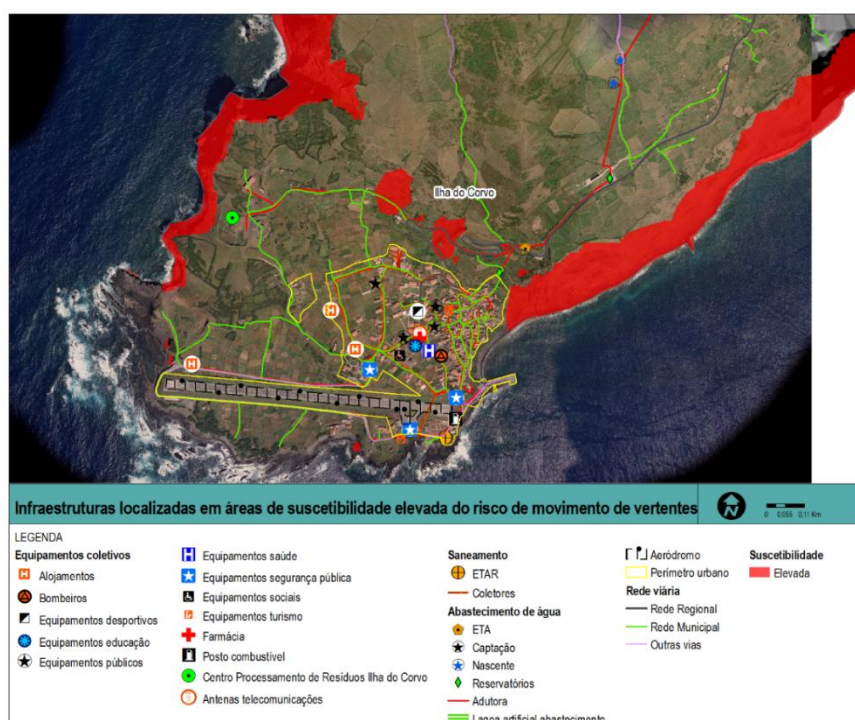 Ilha do Corvo
Infraestruturas localizadas em áreas de suscetibilidade elevada do risco de movimento de vertentes
N
0 0,055 0,11 Km
LEGENDA
Equipamentos coletivos
Alojamentos
Bombeiros
Equipamentos desportivos
Equipamentos educação
Equipamentos públicos
Equipamentos saúde
Equipamentos segurança pública
Equipamentos sociais
Equipamentos turismo
Farmácia
Posto combustível
Centro Processamento de Resíduos Ilha do Corvo
Antenas telecomunicações
Saneamento
ETAR
Coletores
Abastecimento de água
ETA
Captação
Nascente
Reservatórios
Adutora
Lagoa artificial abastecimento
Aeródromo
Perímetro urbano
Rede viária
Rede Regional
Rede Municipal
Outras vias
Suscetibilidade
Elevada